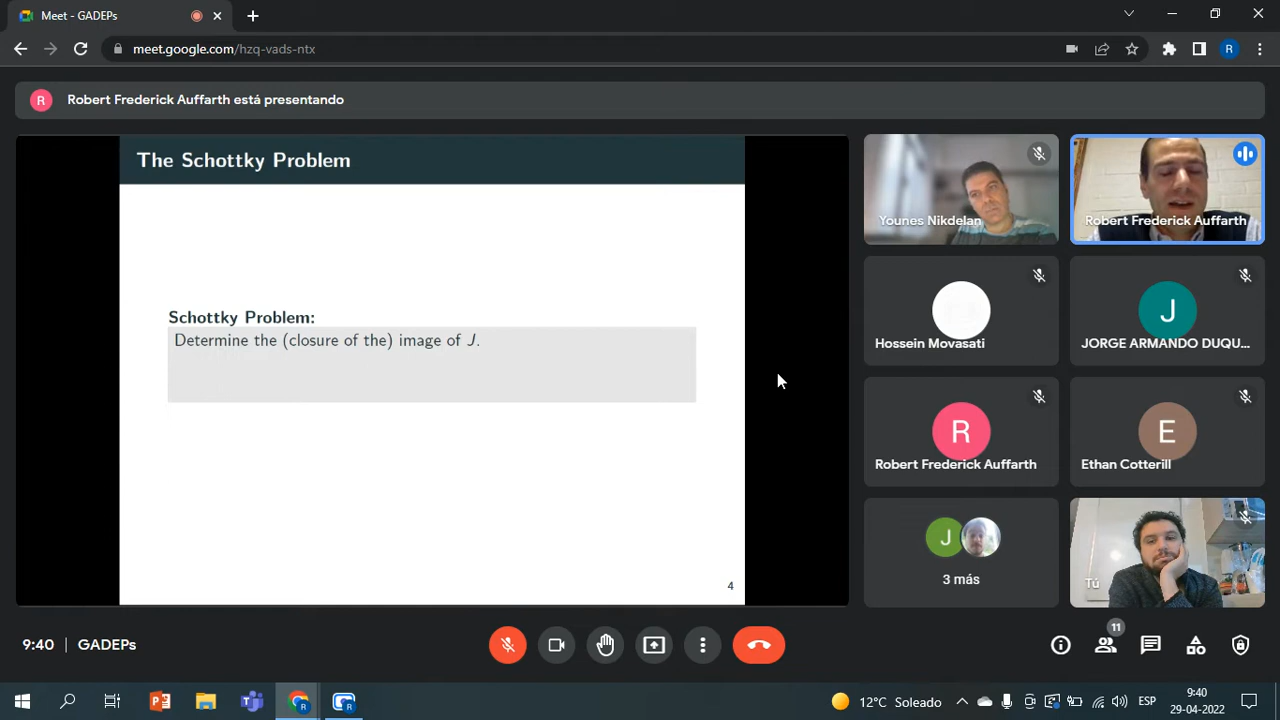 Meet - GADEPs
meet.google.com/hzq-vads-ntx
R
R
Robert Frederick Auffarth está presentando
The Schottky Problem
Schottky Problem:
Determine the (closure of the) image of J.
4
Younes Nikdelan
Robert Frederick Auffarth
Hossein Movasati
J
JORGE ARMANDO DUQU...
R
Robert Frederick Auffarth
E
Ethan Cotterill
J
3 más
Tú
9:40 | GADEPs
11
12°C Soleado
ESP
9:40
29-04-2022